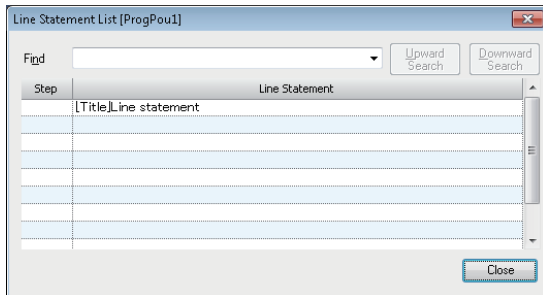 Line Statement List [ProgPou1]
Find
Upward Search
Downward Search
Step
Line Statement
[Title]Line statement
Close